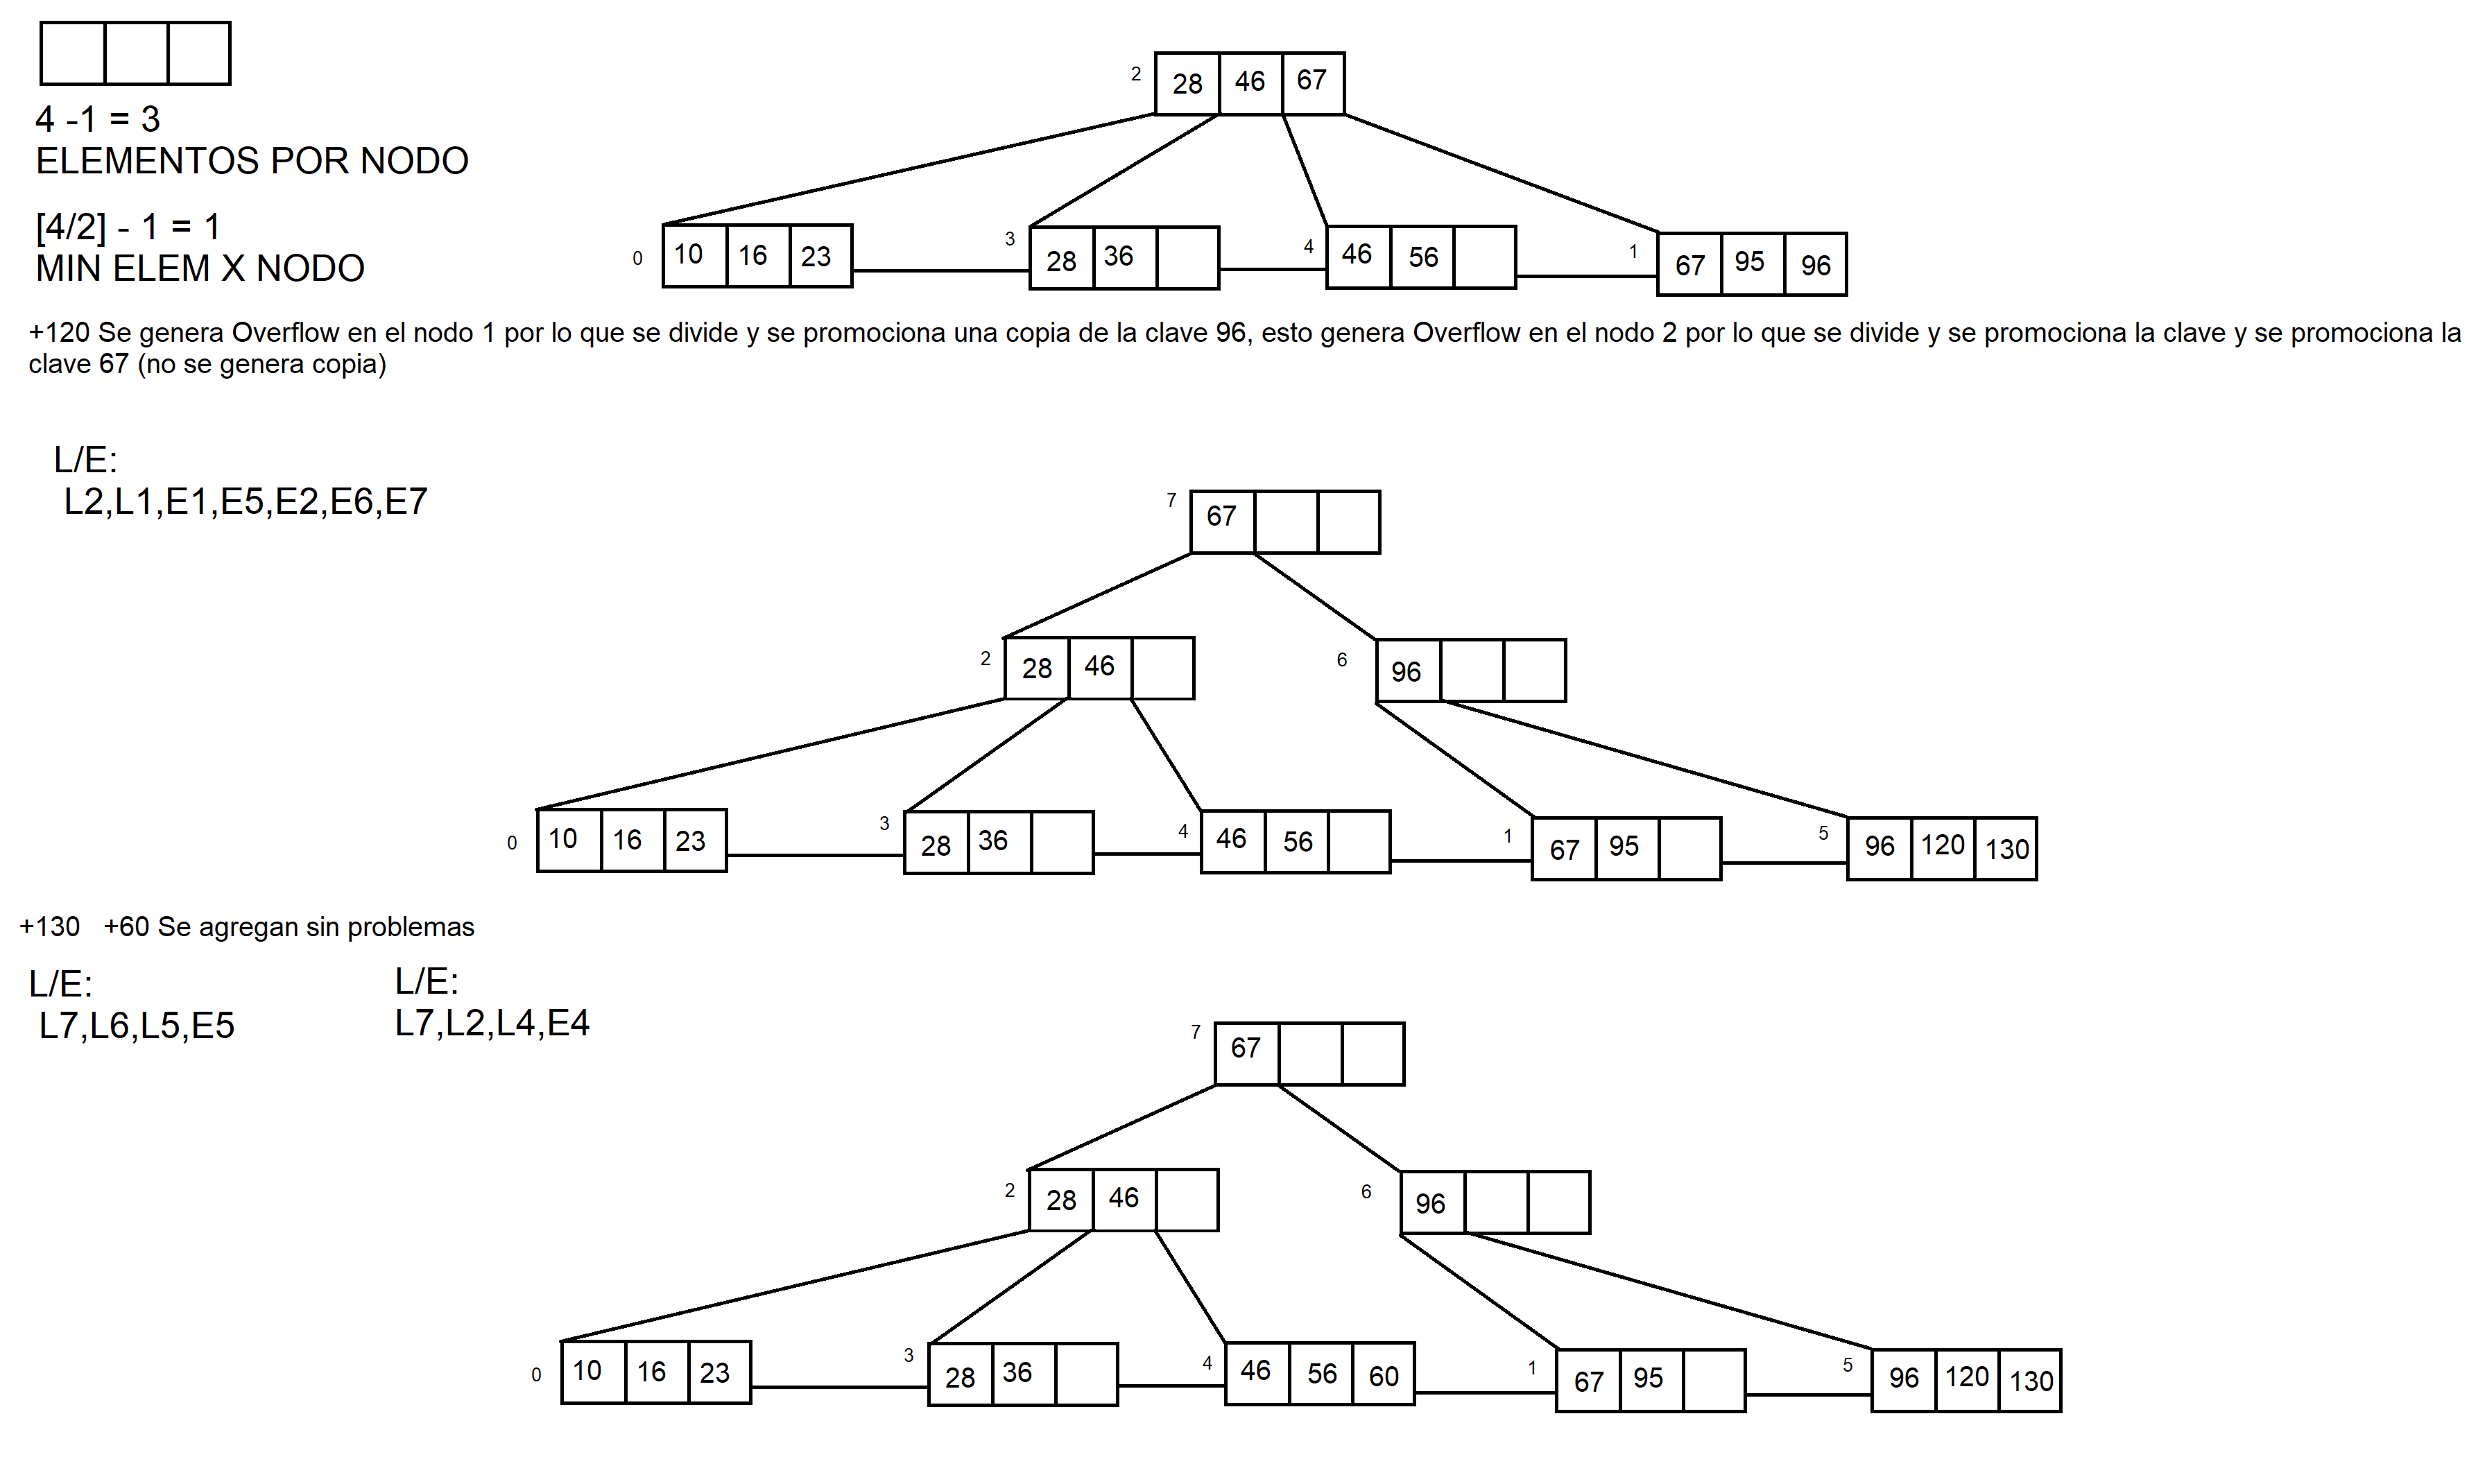 2 28 46 67
4 -1 = 3
ELEMENTOS POR NODO
[4/2] - 1 = 1
MIN ELEM X NODO
0 10 16 23 3 28 36 4 46 56 1 67 95 96
+120 Se genera Overflow en el nodo 1 por lo que se divide y se promociona una copia de la clave 96, esto genera Overflow en el nodo 2 por lo que se divide y se promociona la clave y se promociona la
clave 67 (no se genera copia)
L/E:
L2,L1,E1,E5,E2,E6,E7
7 67
2 28 46 6 96
0 10 16 23 3 28 36 4 46 56 1 67 95 5 96 120 130
+130 +60 Se agregan sin problemas
L/E:
L7,L6,L5,E5
L/E:
L7,L2,L4,E4
7 67
2 28 46 6 96
0 10 16 23 3 28 36 4 46 56 60 1 67 95 5 96 120 130